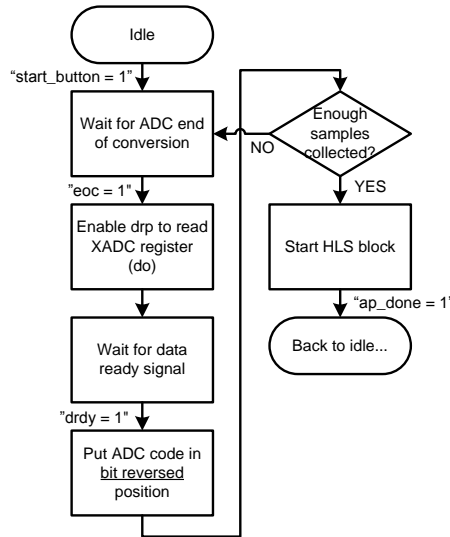 Idle
“start_button = 1”
Wait for ADC end
of conversion
”eoc = 1”
Enable drp to read
XADC register
(do)
Wait for data
ready signal
”drdy = 1”
Put ADC code in
bit reversed
position
Enough
samples
collected?
NO
YES
Start HLS block
“ap_done = 1”
Back to idle...